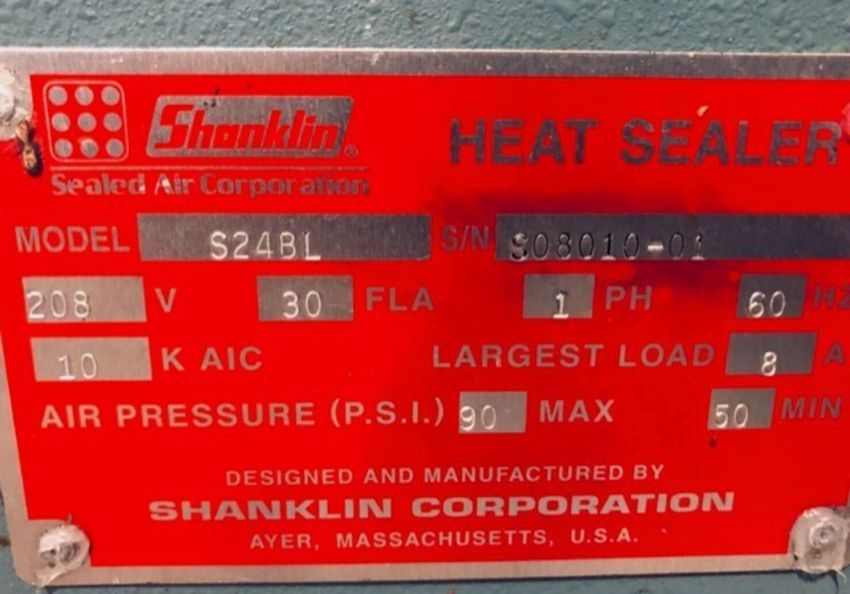 Shanklin® HEAT SEALER
Sealed Air Corporation
MODEL S24BL S/N S08010-01
208 V 30 FLA 1 PH 60 HZ
10 K AIC LARGEST LOAD 8 A
AIR PRESSURE (P.S.I.) 90 MAX 50 MIN
DESIGNED AND MANUFACTURED BY
SHANKLIN CORPORATION
AYER, MASSACHUSETTS, U.S.A.